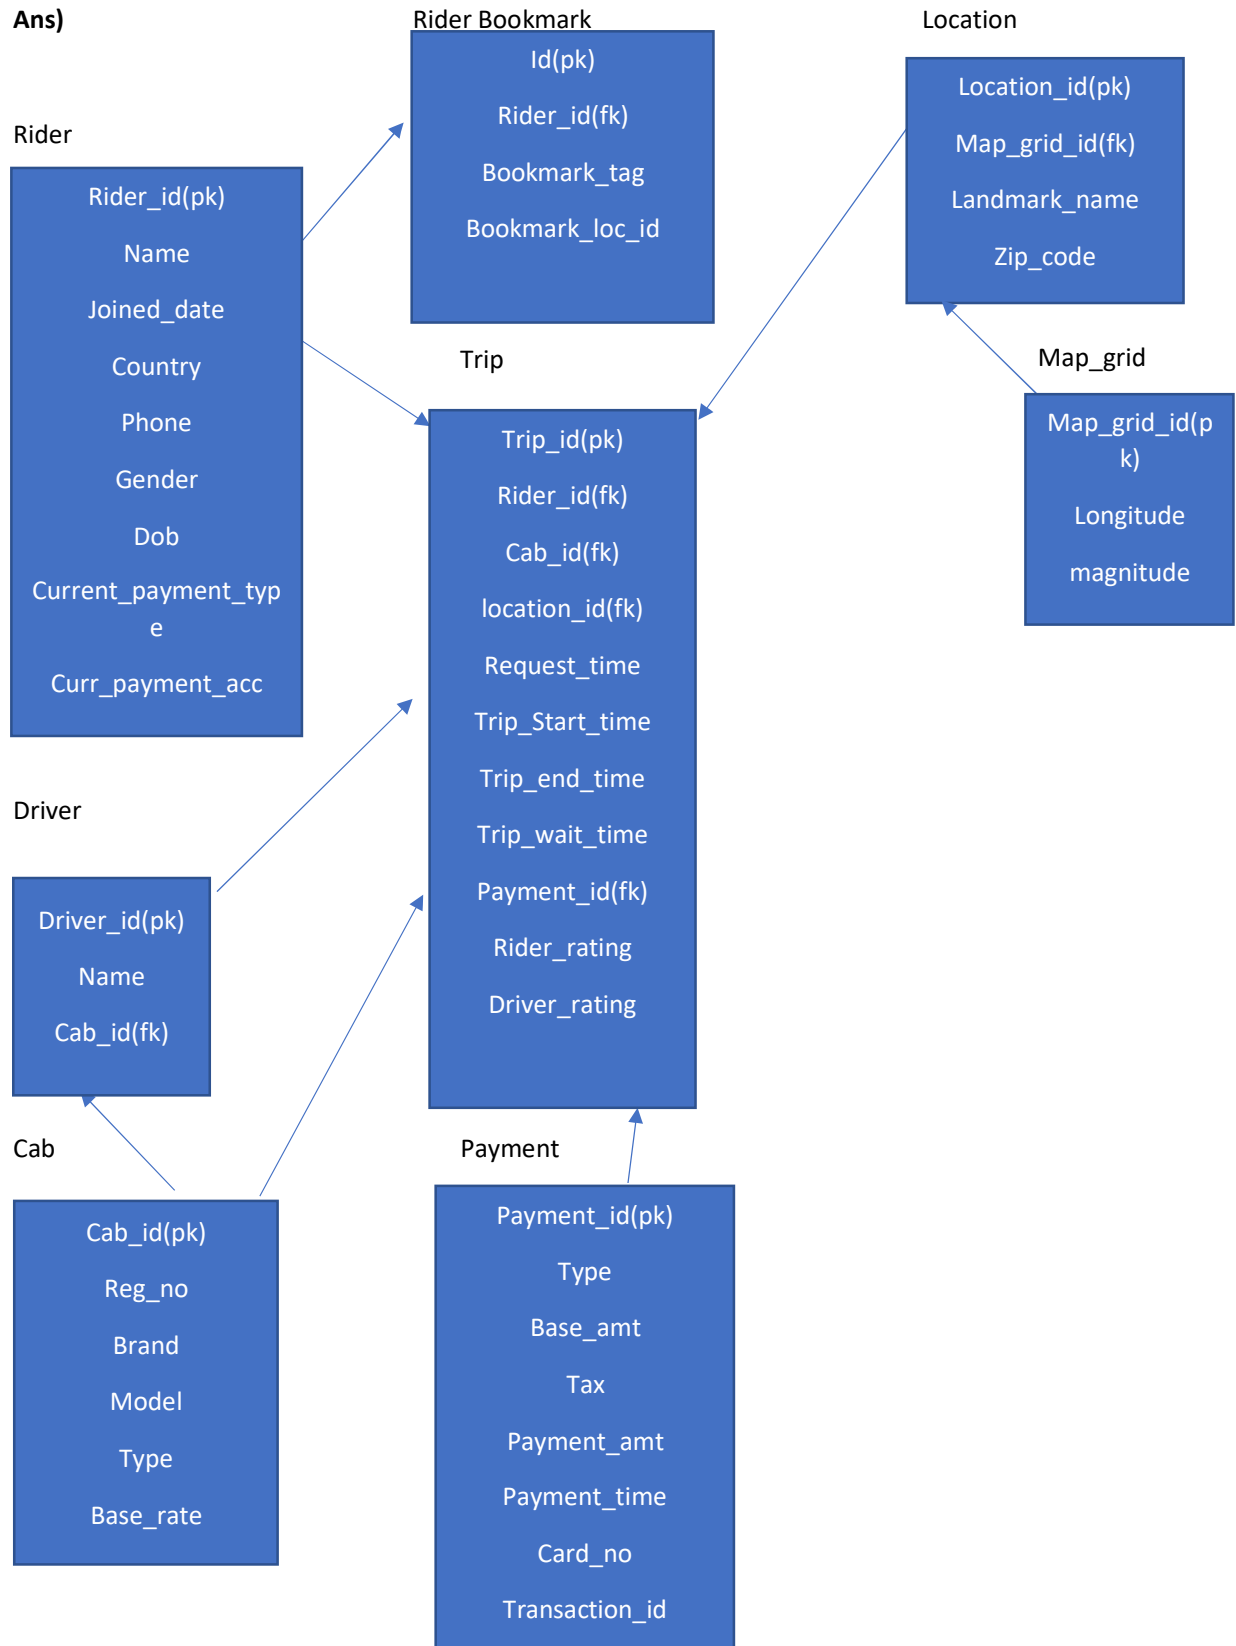 Ans)
Rider Bookmark
Id(pk)
Rider_id(fk)
Bookmark_tag
Bookmark_loc_id
Location
Location_id(pk)
Map_grid_id(fk)
Landmark_name
Zip_code
Rider
Rider_id(pk)
Name
Joined_date
Country
Phone
Gender
Dob
Current_payment_typ
e
Curr_payment_acc
Trip
Trip_id(pk)
Rider_id(fk)
Cab_id(fk)
location_id(fk)
Request_time
Trip_Start_time
Trip_end_time
Trip_wait_time
Payment_id(fk)
Rider_rating
Driver_rating
Map_grid
Map_grid_id(p
k)
Longitude
magnitude
Driver
Driver_id(pk)
Name
Cab_id(fk)
Cab
Cab_id(pk)
Reg_no
Brand
Model
Type
Base_rate
Payment
Payment_id(pk)
Type
Base_amt
Tax
Payment_amt
Payment_time
Card_no
Transaction_id